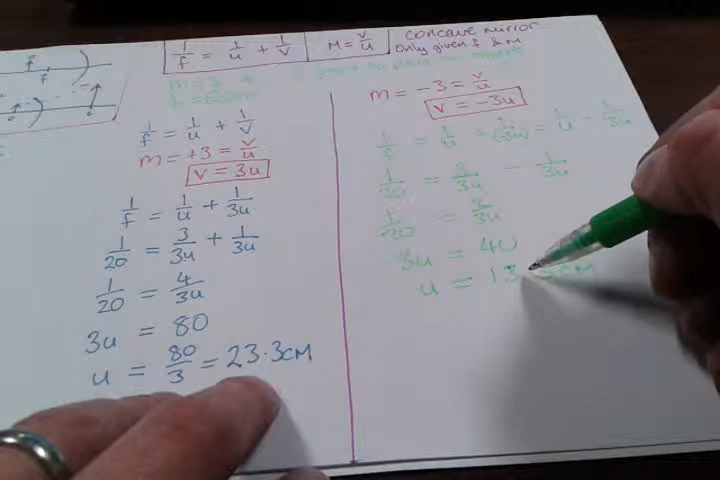 1/f = 1/u + 1/v
M = v/u
concave mirror
only given f & m.
f
f
o
1/f = 1/u + 1/v
m = +3 = v/u
v = 3u
1/f = 1/u + 1/3u
1/20 = 3/3u + 1/3u
1/20 = 4/3u
3u = 80
u = 80/3 = 23.3cm
m = -3 = v/u
v = -3u
1/f = 1/u + 1/(-3u) = 1/u - 1/3u
1/20 = 3/3u - 1/3u
1/20 = 2/3u
3u = 40
u = 13.3cm